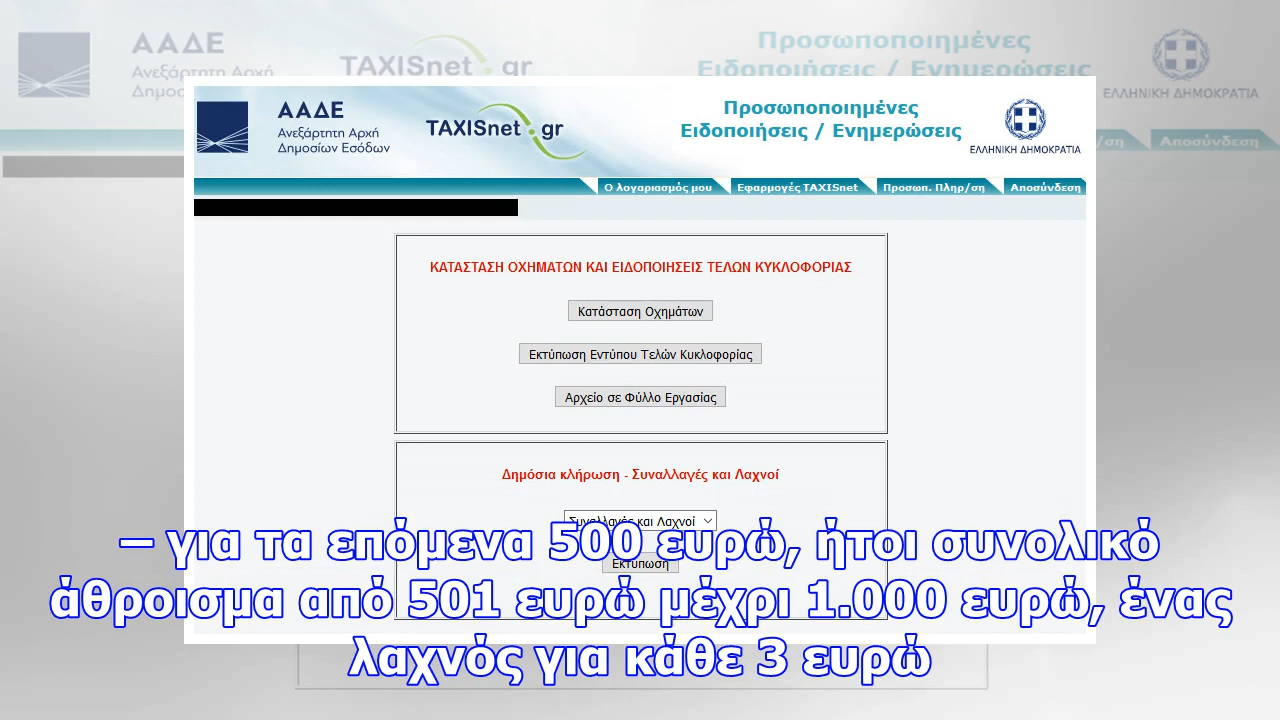 ΑΑΔΕ
Ανεξάρτητη Αρχή
Δημοσίων Εσόδων
TAXISnet.gr
Προσωποποιημένες
Ειδοποιήσεις / Ενημερώσεις
ΕΛΛΗΝΙΚΗ ΔΗΜΟΚΡΑΤΙΑ
Ο λογαριασμός μου
Εφαρμογές TAXISnet
Προσωπ. Πληρ/ση
Αποσύνδεση
ΚΑΤΑΣΤΑΣΗ ΟΧΗΜΑΤΩΝ ΚΑΙ ΕΙΔΟΠΟΙΗΣΕΙΣ ΤΕΛΩΝ ΚΥΚΛΟΦΟΡΙΑΣ
Κατάσταση Οχημάτων
Εκτύπωση Εντύπου Τελών Κυκλοφορίας
Αρχείο σε Φύλλο Εργασίας
Δημόσια κλήρωση - Συναλλαγές και Λαχνοί
Συναλλαγές και Λαχνοί
Εκτύπωση
– για τα επόμενα 500 ευρώ, ήτοι συνολικό
άθροισμα από 501 ευρώ μέχρι 1.000 ευρώ, ένας
λαχνός για κάθε 3 ευρώ